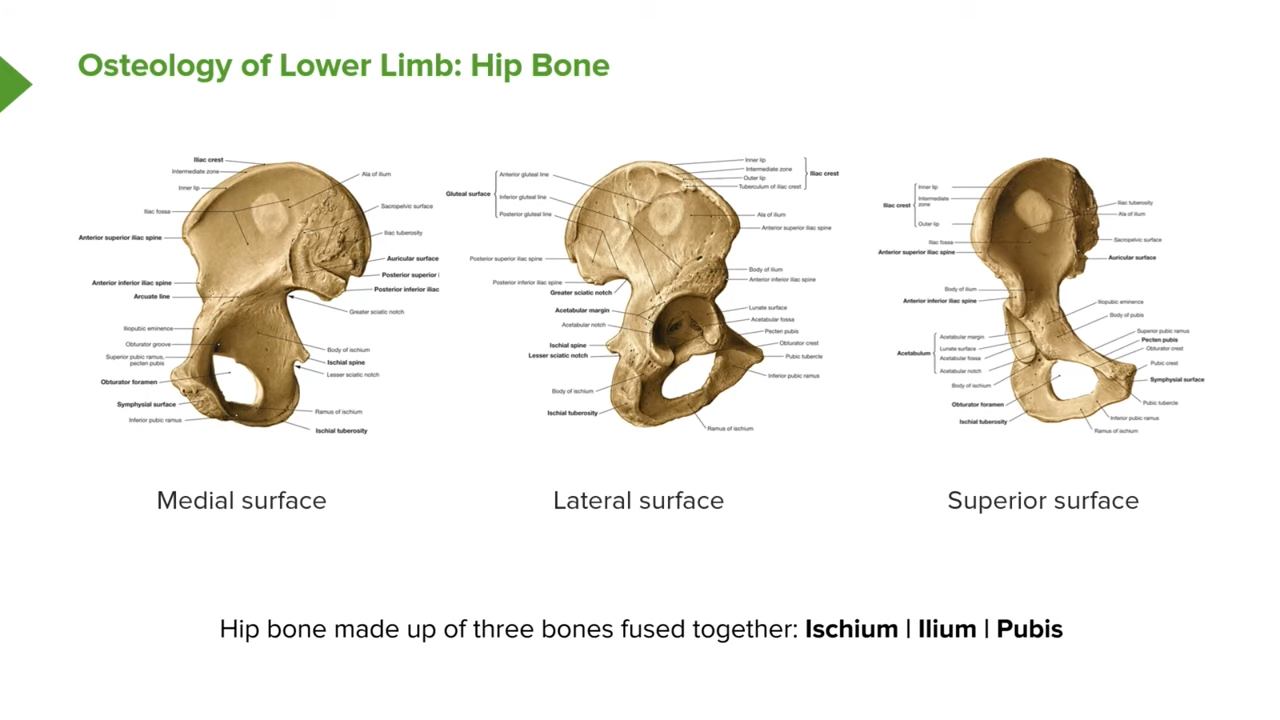 Osteology of Lower Limb: Hip Bone
Iliac crest
Intermediate zone
Inner lip
Iliac fossa
Anterior superior iliac spine
Anterior inferior iliac spine
Arcuate line
Iliopubic eminence
Obturator groove
Superior pubic ramus,
pecten pubis
Obturator foramen
Symphysial surface
Inferior pubic ramus
Ala of ilium
Sacropelvic surface
Iliac tuberosity
Auricular surface
Posterior superior i
Posterior inferior iliac
Greater sciatic notch
Body of ischium
Ischial spine
Lesser sciatic notch
Ramus of ischium
Ischial tuberosity
Gluteal surface
Anterior gluteal line
Inferior gluteal line
Posterior gluteal line
Posterior superior iliac spine
Posterior inferior iliac spine
Greater sciatic notch
Acetabular margin
Acetabular notch
Ischial spine
Lesser sciatic notch
Body of ischium
Ischial tuberosity
Inner lip
Intermediate zone
Outer lip
Tuberculum of iliac crest
Iliac crest
Ala of ilium
Anterior superior iliac spine
Body of ilium
Anterior inferior iliac spine
Lunate surface
Acetabular fossa
Pecten pubis
Obturator crest
Pubic tubercle
Inferior pubic ramus
Ramus of ischium
Iliac crest
Inner lip
Intermediate
zone
Outer lip
Iliac fossa
Anterior superior iliac spine
Body of ilium
Anterior inferior iliac spine
Acetabulum
Acetabular margin
Lunate surface
Acetabular fossa
Acetabular notch
Body of ischium
Obturator foramen
Ischial tuberosity
Iliac tuberosity
Ala of ilium
Sacropelvic surface
Auricular surface
Iliopubic eminence
Body of pubis
Superior pubic ramus
Pecten pubis
Obturator crest
Pubic crest
Symphysial surface
Pubic tubercle
Inferior pubic ramus
Ramus of ischium
Medial surface
Lateral surface
Superior surface
Hip bone made up of three bones fused together: Ischium | Ilium | Pubis